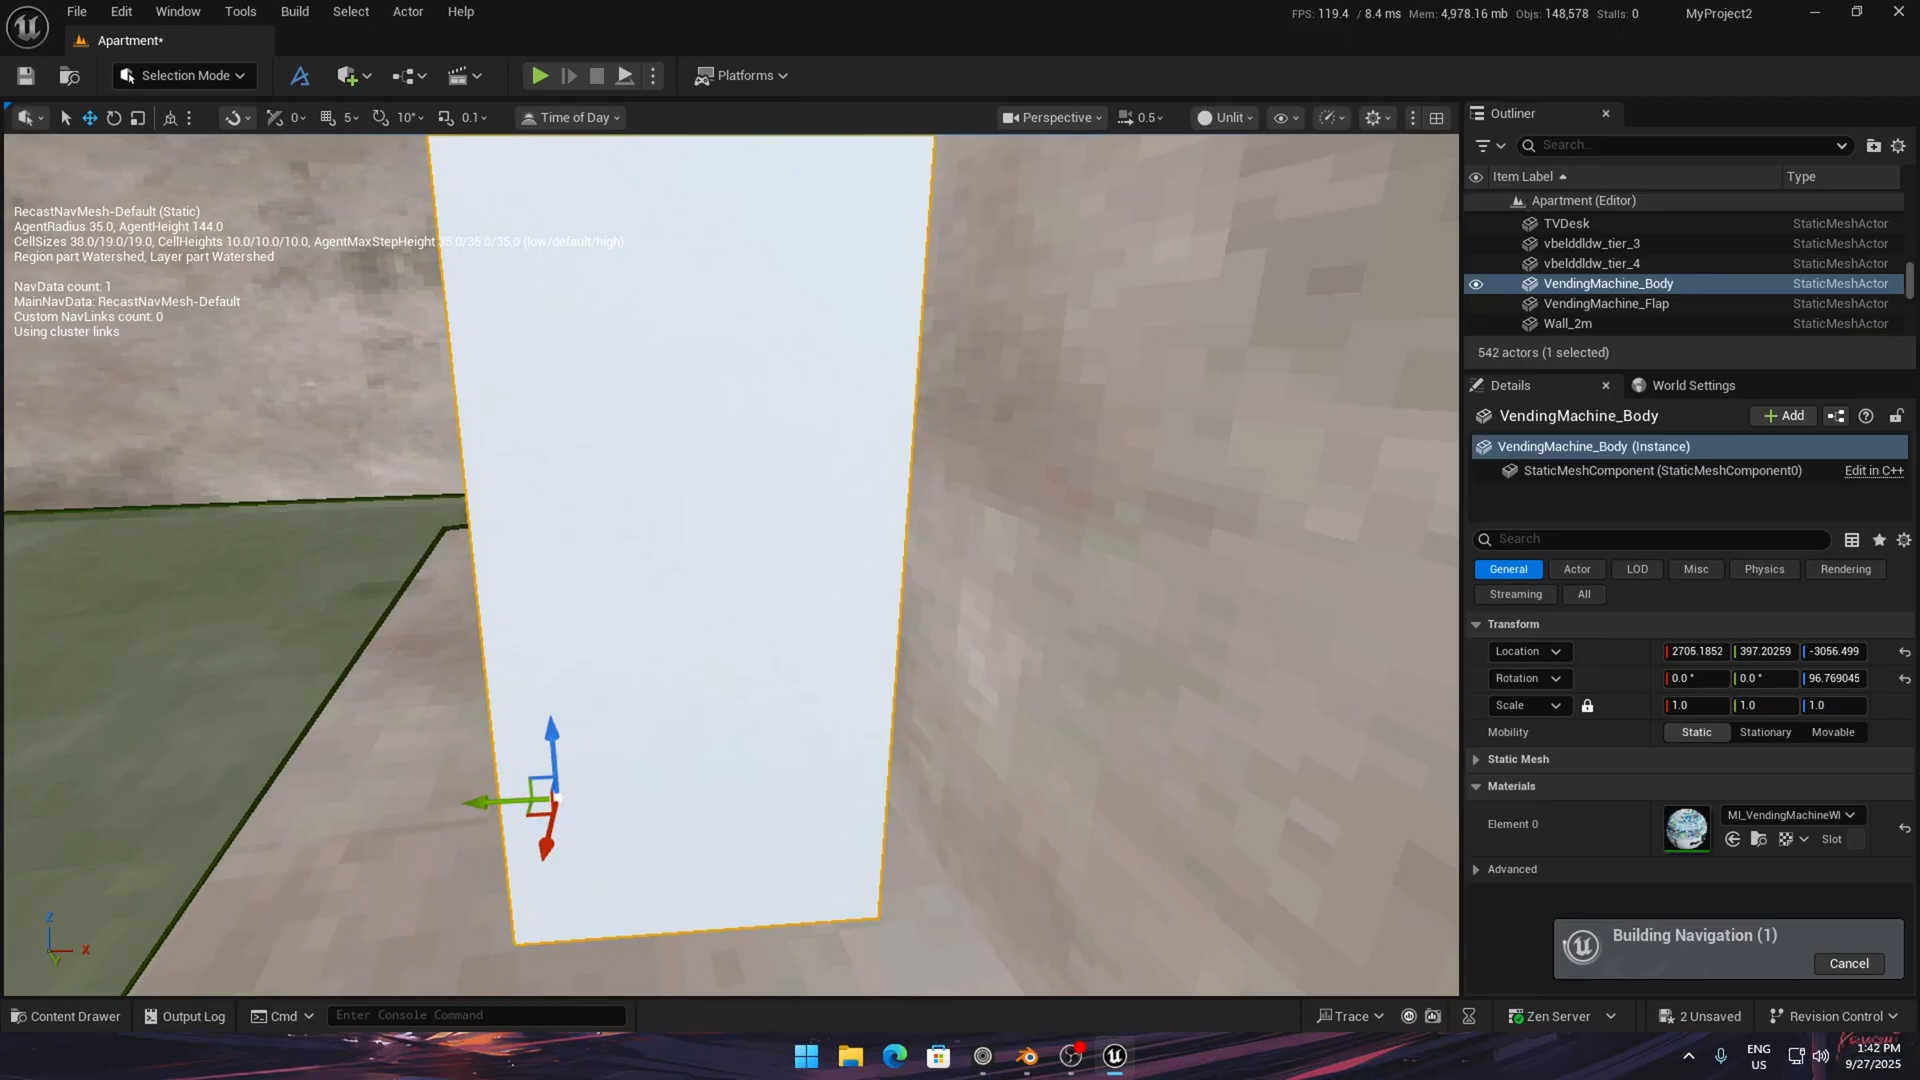 File Edit Window Tools Build Select Actor Help
FPS: 119.4 / 8.4 ms Mem: 4,978.16 mb Objs: 148,578 Stalls: 0 MyProject2
Apartment*
Selection Mode
Platforms
0 5 10° 0.1 Time of Day Perspective 0.5 Unlit
RecastNavMesh-Default (Static)
AgentRadius 35.0, AgentHeight 144.0
CellSizes 38.0/19.0/19.0, CellHeights 10.0/10.0/10.0, AgentMaxStepHeight 35.0/35.0/35.0 (low/default/high)
Region part Watershed, Layer part Watershed
NavData count: 1
MainNavData: RecastNavMesh-Default
Custom NavLinks count: 0
Using cluster links
Z
X
Y
Outliner
Search...
Item Label Type
Apartment (Editor)
TVDesk StaticMeshActor
vbelddldw_tier_3 StaticMeshActor
vbelddldw_tier_4 StaticMeshActor
VendingMachine_Body StaticMeshActor
VendingMachine_Flap StaticMeshActor
Wall_2m StaticMeshActor
542 actors (1 selected)
Details World Settings
VendingMachine_Body Add
VendingMachine_Body (Instance)
StaticMeshComponent (StaticMeshComponent0) Edit in C++
Search
General Actor LOD Misc Physics Rendering
Streaming All
Transform
Location 2705.1852 397.20259 -3056.499
Rotation 0.0 ° 0.0 ° 96.769045
Scale 1.0 1.0 1.0
Mobility Static Stationary Movable
Static Mesh
Materials
Element 0 MI_VendingMachineWI
Slot
Advanced
Building Navigation (1)
Cancel
Content Drawer Output Log Cmd Enter Console Command Trace Zen Server 2 Unsaved Revision Control
ENG
US
1:42 PM
9/27/2025